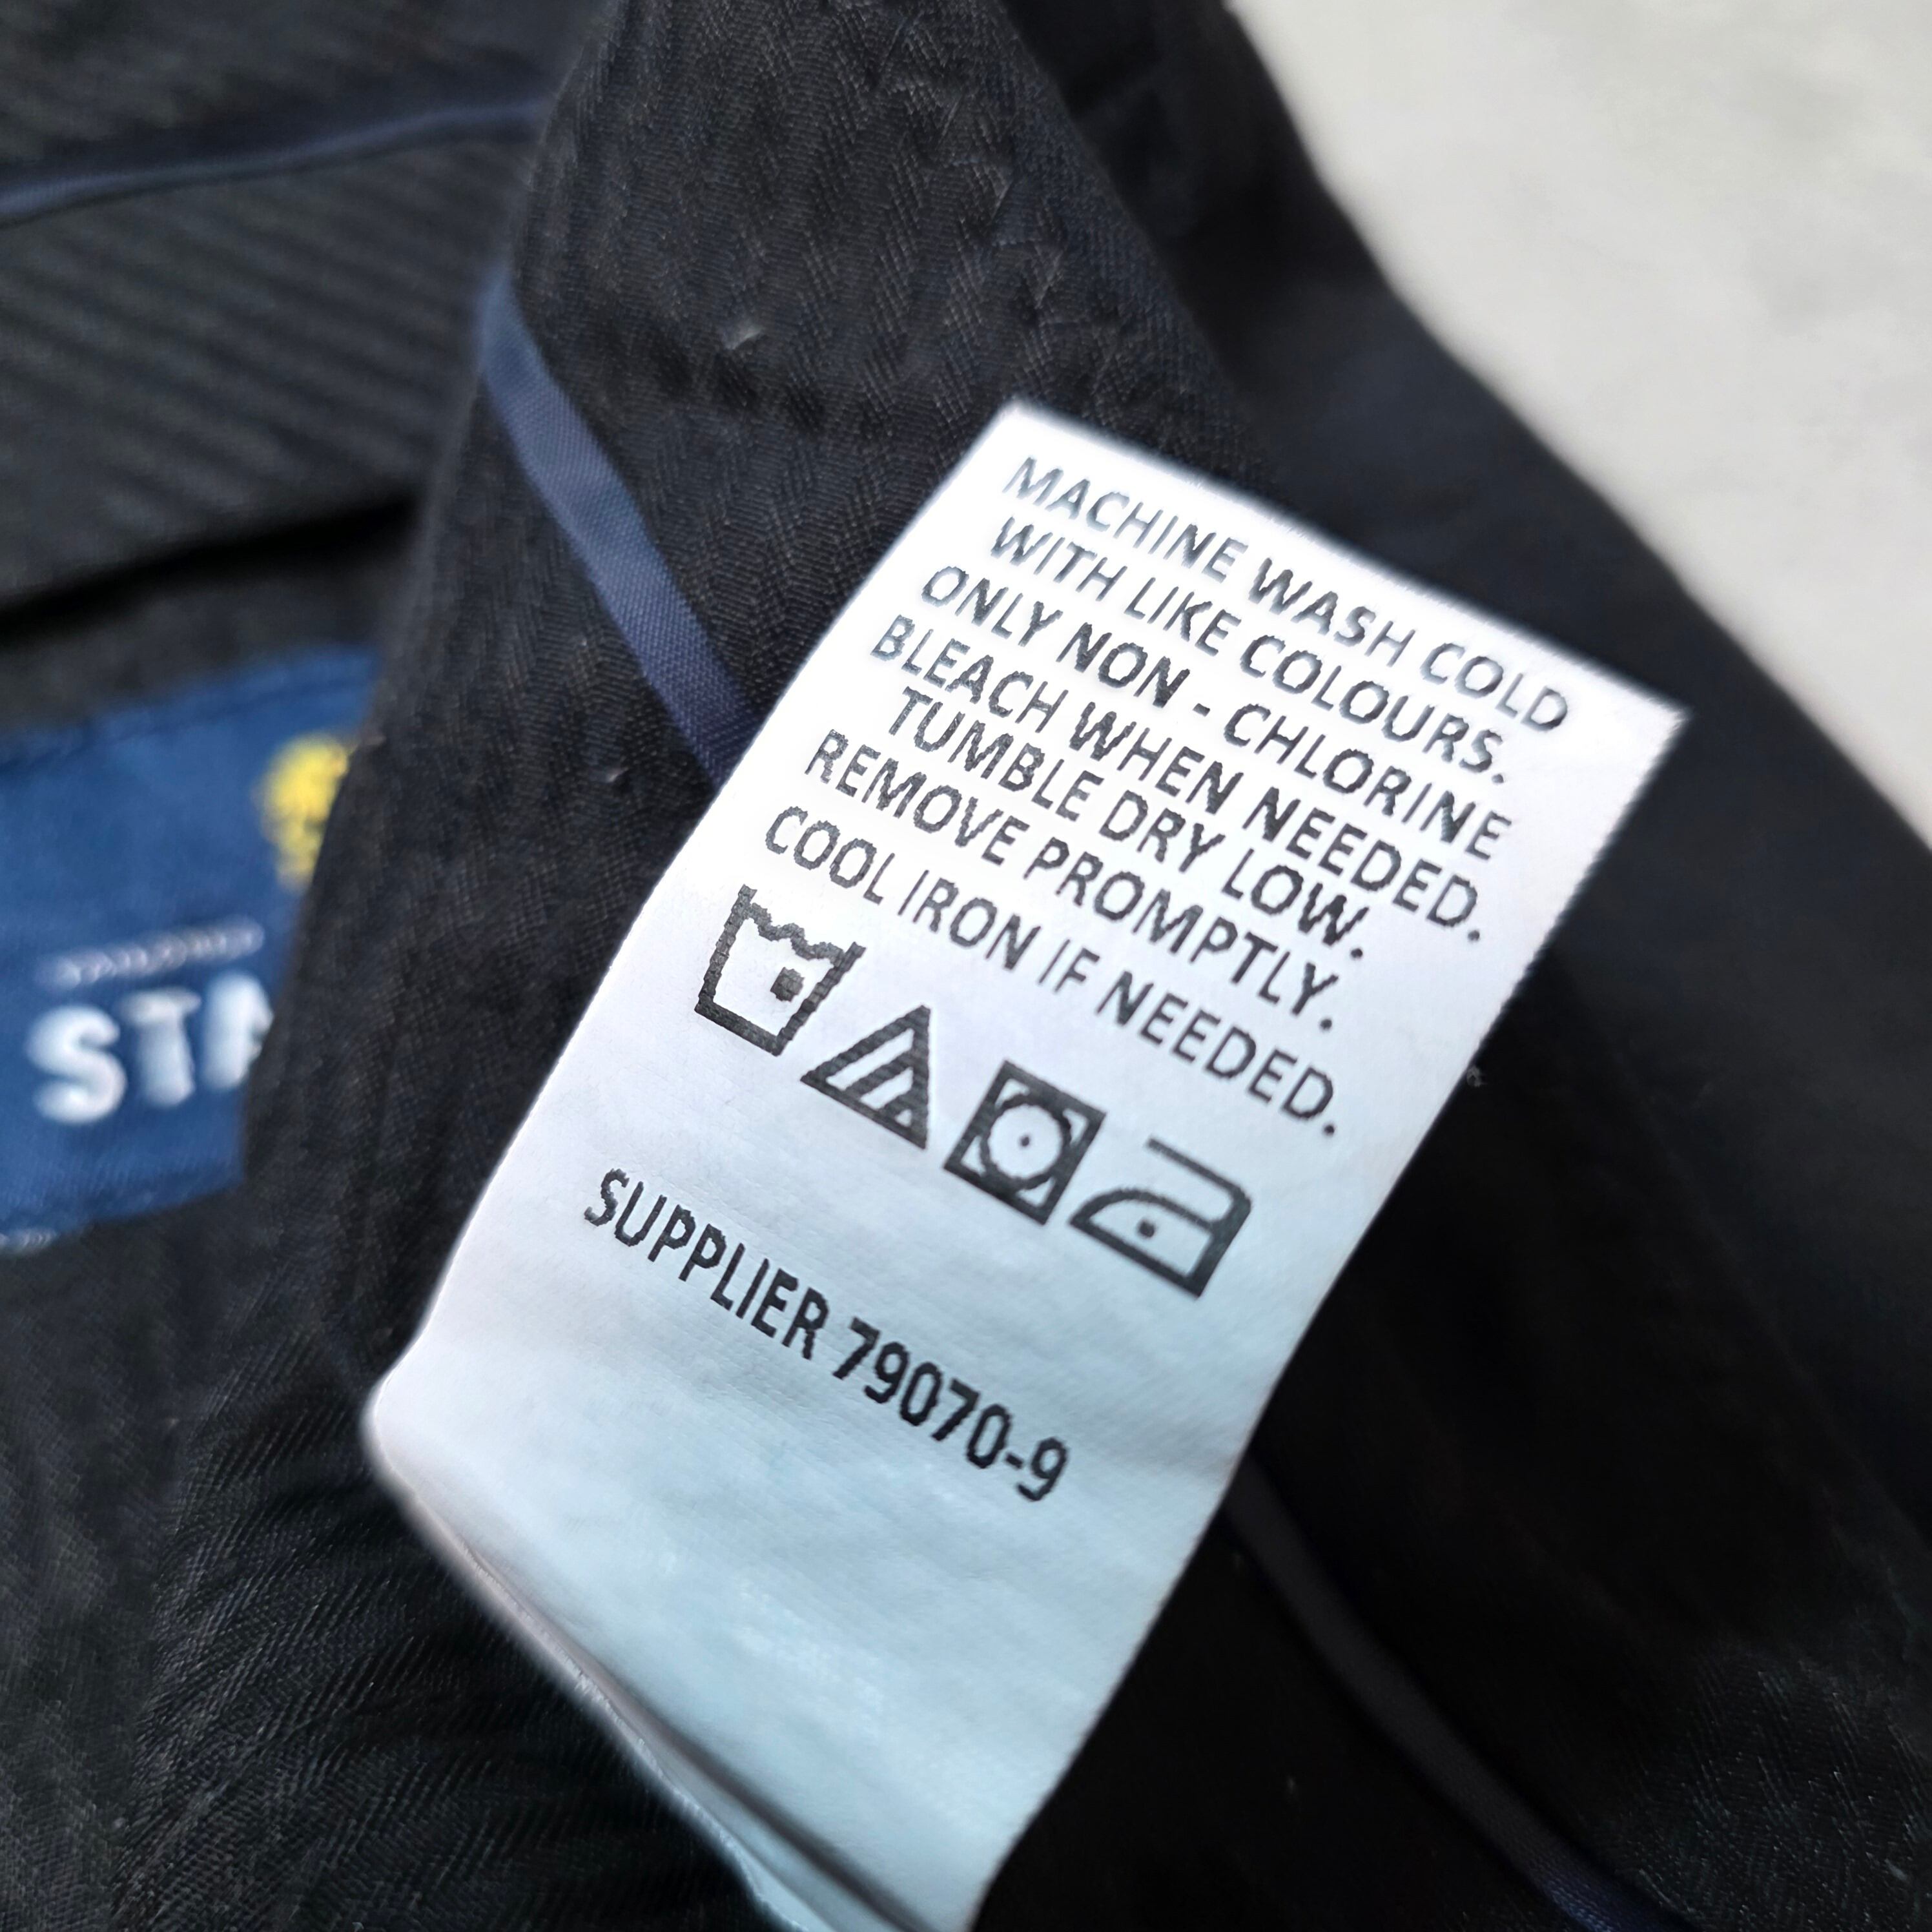 MACHINE WASH COLD
WITH LIKE COLOURS.
ONLY NON - CHLORINE
BLEACH WHEN NEEDED.
TUMBLE DRY LOW.
REMOVE PROMPTLY.
COOL IRON IF NEEDED.
SUPPLIER 79070-9
STA